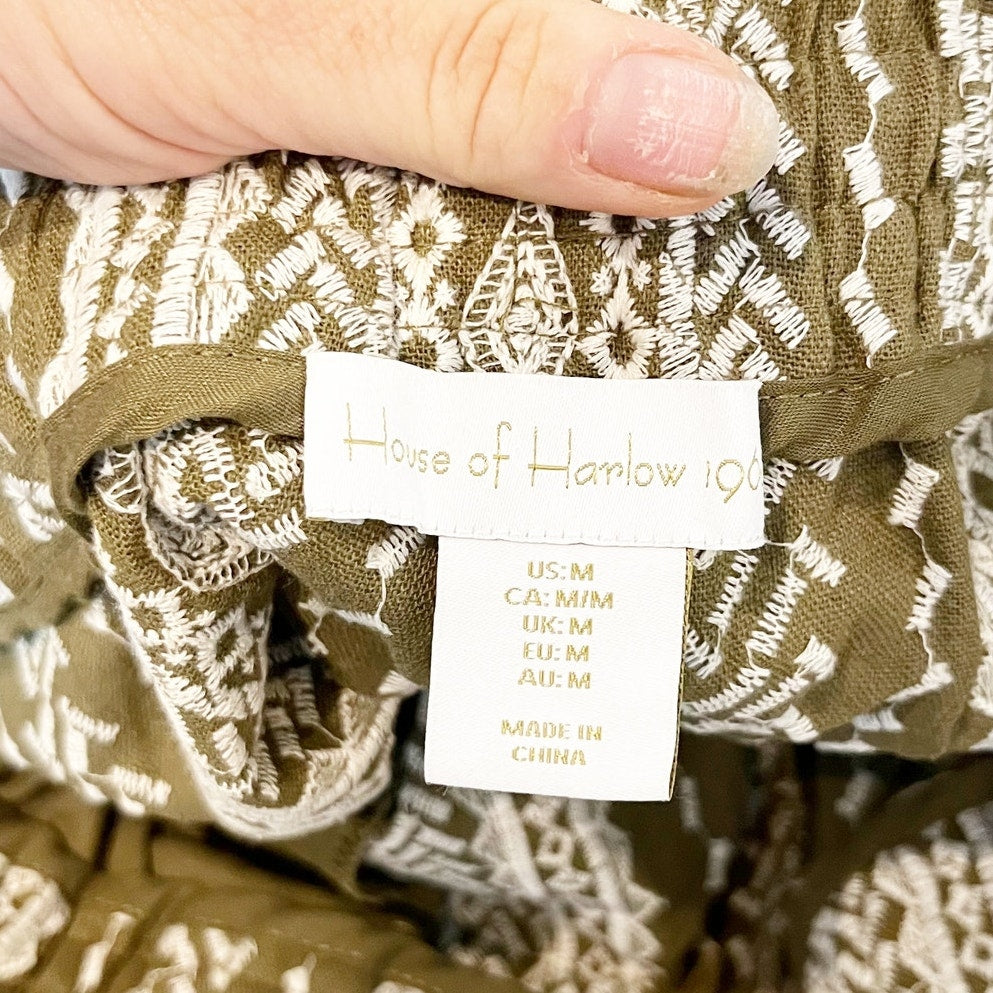 House of Harlow 196
US: M
CA: M/M
UK: M
EU: M
AU: M
MADE IN
CHINA